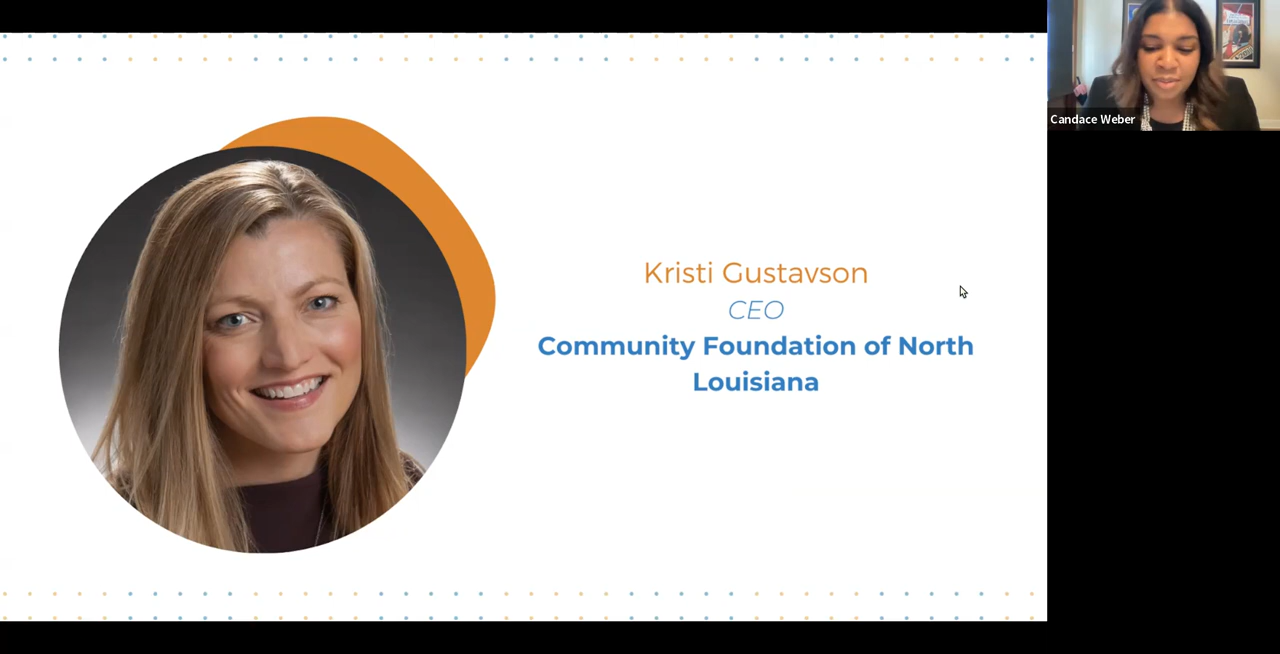 Kristi Gustavson
CEO
Community Foundation of North
Louisiana
Candace Weber